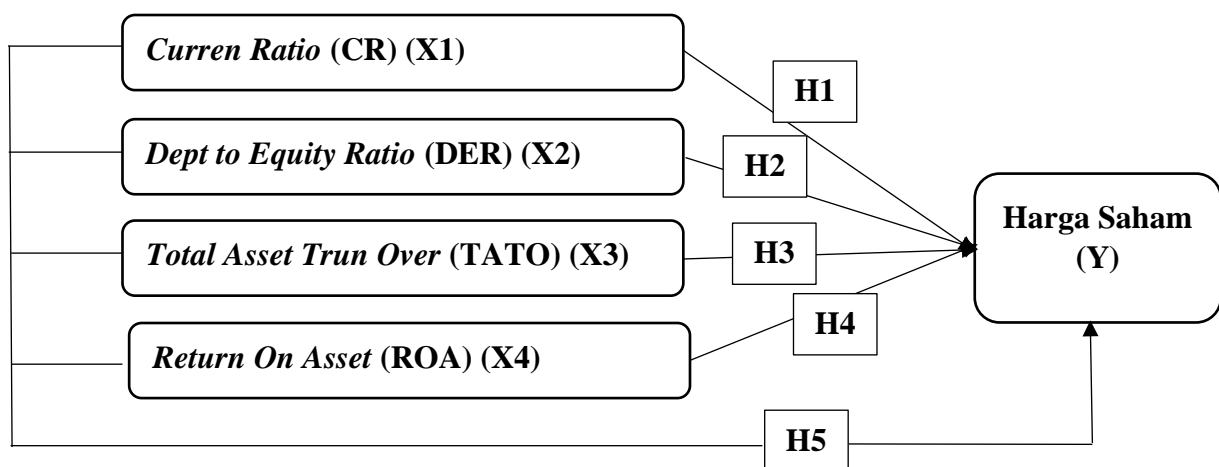 Curren Ratio (CR) (X1)
H1
Dept to Equity Ratio (DER) (X2)
H2
Total Asset Trun Over (TATO) (X3)
H3
Harga Saham
(Y)
Return On Asset (ROA) (X4)
H4
H5